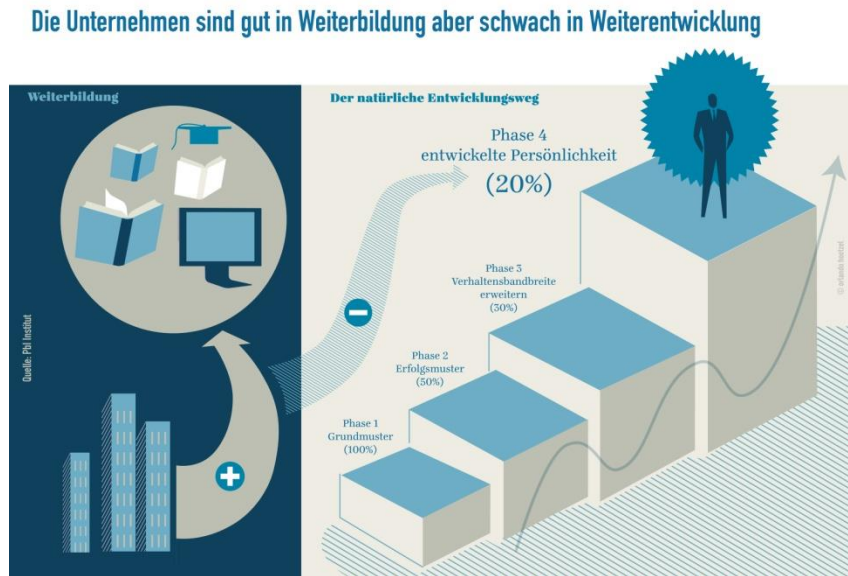 Die Unternehmen sind gut in Weiterbildung aber schwach in Weiterentwicklung
Weiterbildung
Der natürliche Entwicklungsweg
Phase 4
entwickelte Persönlichkeit
(20%)
Phase 3
Verhaltensbandbreite
erweitern
(30%)
Phase 2
Erfolgsmuster
(50%)
Phase 1
Grundmuster
(100%)
Quelle: PbI Institut